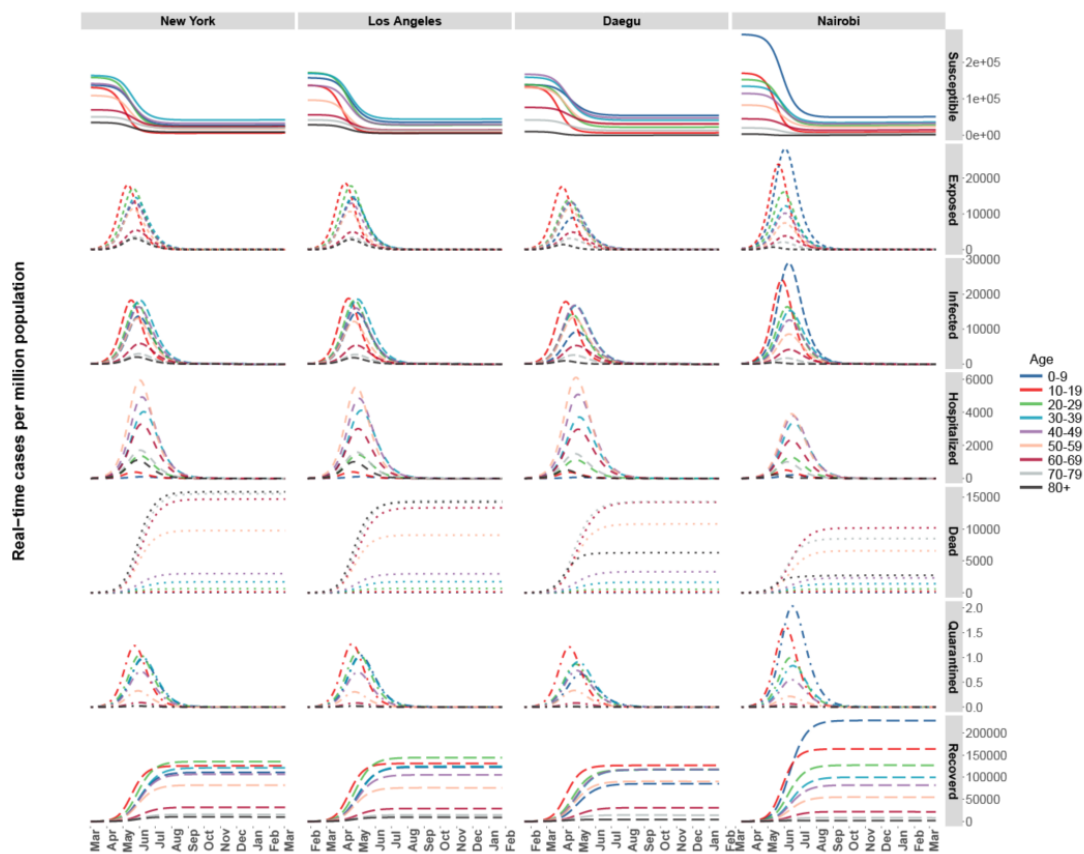 New York Los Angeles Daegu Nairobi
Real-time cases per million population
Susceptible
2e+05
1e+05
0e+00
Exposed
20000
10000
0
Infected
30000
20000
10000
0
Hospitalized
6000
4000
2000
0
Dead
15000
10000
5000
0
Quarantined
2.0
1.5
1.0
0.5
0.0
Recoverd
200000
150000
100000
50000
0
Age
0-9
10-19
20-29
30-39
40-49
50-59
60-69
70-79
80+
Mar Apr May Jun Jul Aug Sep Oct Nov Dec Jan Feb Mar
Feb Mar Apr May Jun Jul Aug Sep Oct Nov Dec Jan Feb
Feb Mar Apr May Jun Jul Aug Sep Oct Nov Dec Jan Feb
Mar Apr May Jun Jul Aug Sep Oct Nov Dec Jan Feb Mar